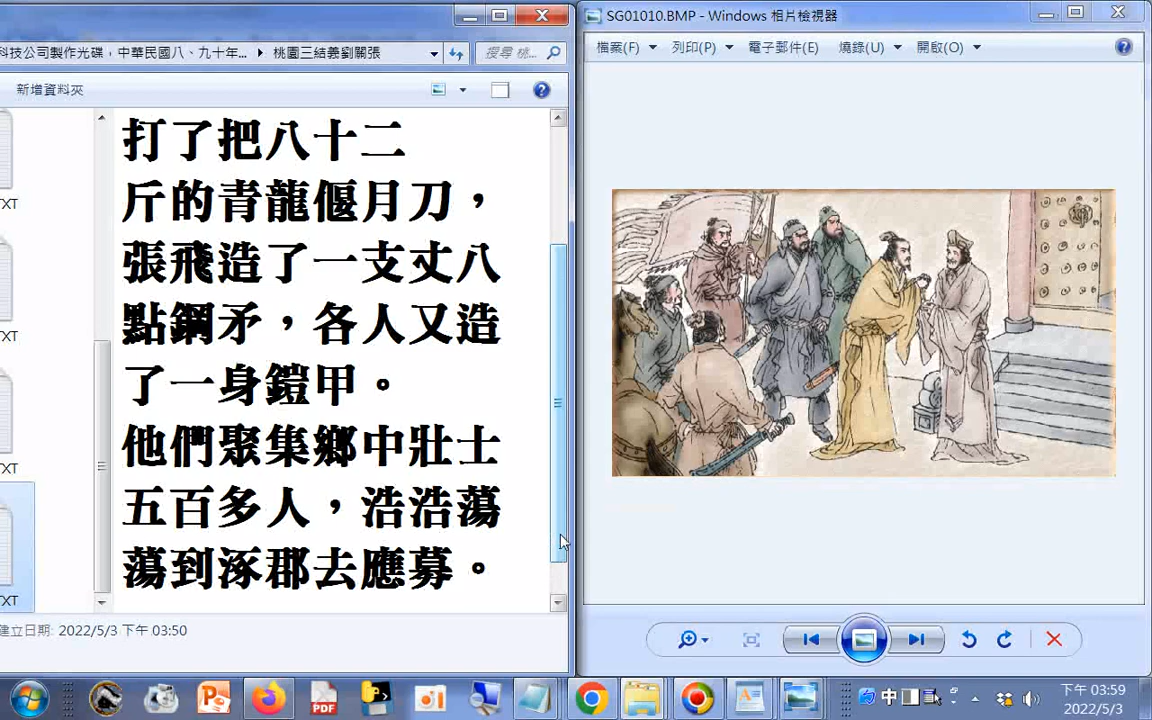 科技公司製作光碟，中華民國八、九十年...
桃園三結義劉關張
搜尋 桃...
新增資料夾
TXT
TXT
TXT
TXT
打了把八十二
斤的青龍偃月刀，
張飛造了一支丈八
點鋼矛，各人又造
了一身鎧甲。
他們聚集鄉中壯士
五百多人，浩浩蕩
蕩到涿郡去應募。
建立日期: 2022/5/3 下午 03:50
SG01010.BMP - Windows 相片檢視器
檔案(F)
列印(P)
電子郵件(E)
燒錄(U)
開啟(O)
PDF
中
下午 03:59
2022/5/3